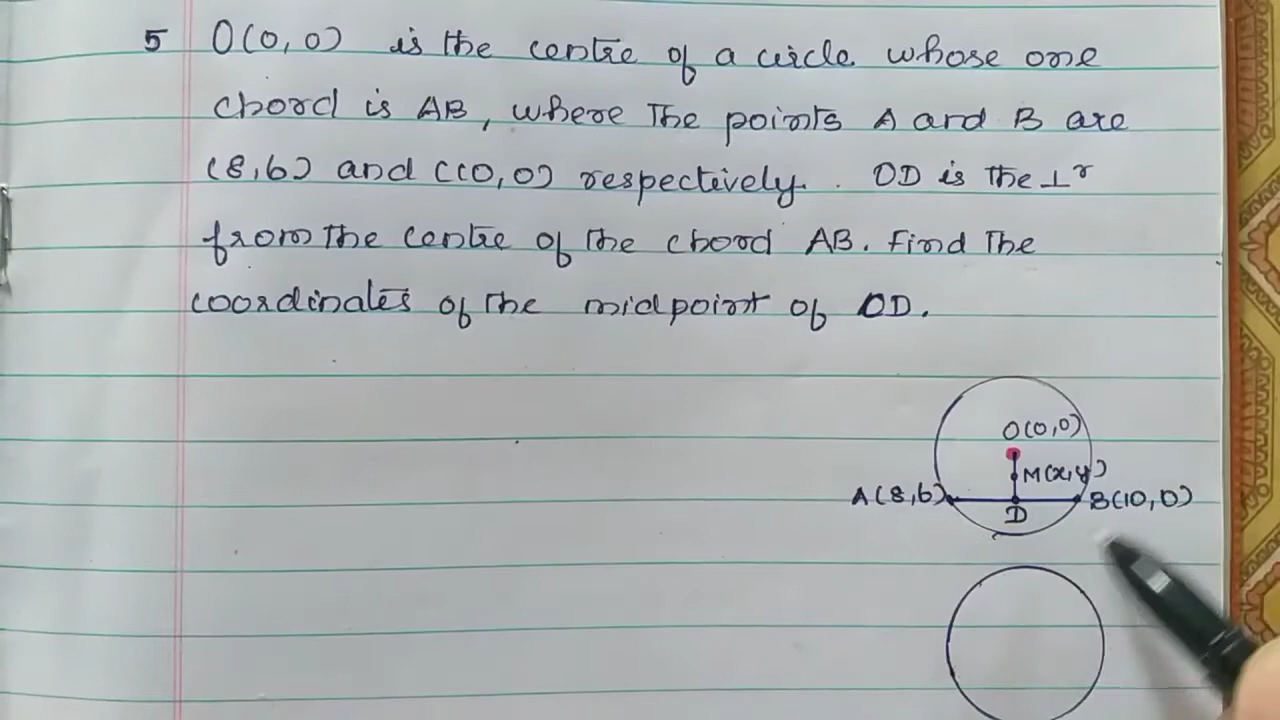 5 O(0,0) is the centre of a circle whose one
chord is AB, where The points A and B are
(8,6) and (10,0) respectively. OD is the ⊥r
from The centre of the chord AB. Find The
coordinates of The midpoint of OD.
O(0,0)
M(x,y)
A(8,6)
B(10,0)
D